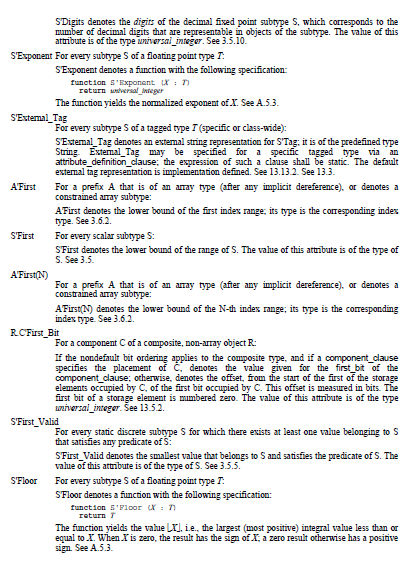 S'Digits denotes the digits of the decimal fixed point subtype S, which corresponds to the
number of decimal digits that are representable in objects of the subtype. The value of this
attribute is of the type universal_integer. See 3.5.10.
S'Exponent For every subtype S of a floating point type T:
S'Exponent denotes a function with the following specification:
function S'Exponent (X : T)
return universal_integer
The function yields the normalized exponent of X. See A.5.3.
S'External_Tag
For every subtype S of a tagged type T (specific or class-wide):
S'External_Tag denotes an external string representation for S'Tag; it is of the predefined type
String. External_Tag may be specified for a specific tagged type via an
attribute_definition_clause; the expression of such a clause shall be static. The default
external tag representation is implementation defined. See 13.13.2. See 13.3.
A'First For a prefix A that is of an array type (after any implicit dereference), or denotes a
constrained array subtype:
A'First denotes the lower bound of the first index range; its type is the corresponding index
type. See 3.6.2.
S'First For every scalar subtype S:
S'First denotes the lower bound of the range of S. The value of this attribute is of the type of
S. See 3.5.
A'First(N)
For a prefix A that is of an array type (after any implicit dereference), or denotes a
constrained array subtype:
A'First(N) denotes the lower bound of the N-th index range; its type is the corresponding
index type. See 3.6.2.
R.C'First_Bit
For a component C of a composite, non-array object R:
If the nondefault bit ordering applies to the composite type, and if a component_clause
specifies the placement of C, denotes the value given for the first_bit of the
component_clause; otherwise, denotes the offset, from the start of the first of the storage
elements occupied by C, of the first bit occupied by C. This offset is measured in bits. The
first bit of a storage element is numbered zero. The value of this attribute is of the type
universal_integer. See 13.5.2.
S'First_Valid
For every static discrete subtype S for which there exists at least one value belonging to S
that satisfies any predicate of S:
S'First_Valid denotes the smallest value that belongs to S and satisfies the predicate of S. The
value of this attribute is of the type of S. See 3.5.5.
S'Floor For every subtype S of a floating point type T:
S'Floor denotes a function with the following specification:
function S'Floor (X : T)
return T
The function yields the value ⌊X⌋, i.e., the largest (most positive) integral value less than or
equal to X. When X is zero, the result has the sign of X; a zero result otherwise has a positive
sign. See A.5.3.